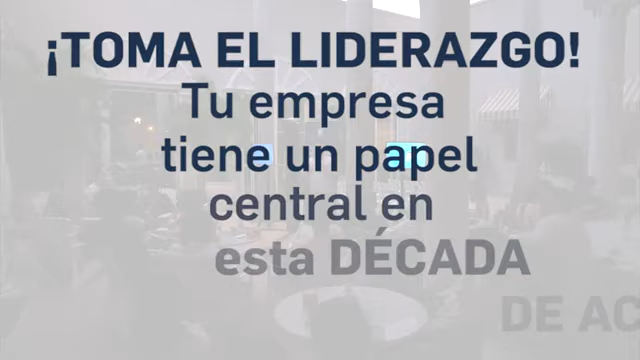 ¡TOMA EL LIDERAZGO!
Tu empresa
tiene un papel
central en
esta DÉCADA
DE AC